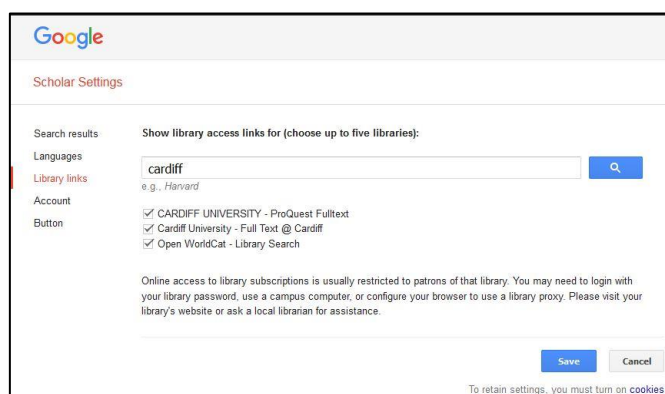 Google
Scholar Settings
Search results
Languages
Library links
Account
Button
Show library access links for (choose up to five libraries):
cardiff
e.g., Harvard
CARDIFF UNIVERSITY - ProQuest Fulltext
Cardiff University - Full Text @ Cardiff
Open WorldCat - Library Search
Online access to library subscriptions is usually restricted to patrons of that library. You may need to login with
your library password, use a campus computer, or configure your browser to use a library proxy. Please visit your
library's website or ask a local librarian for assistance.
Save Cancel
To retain settings, you must turn on cookies